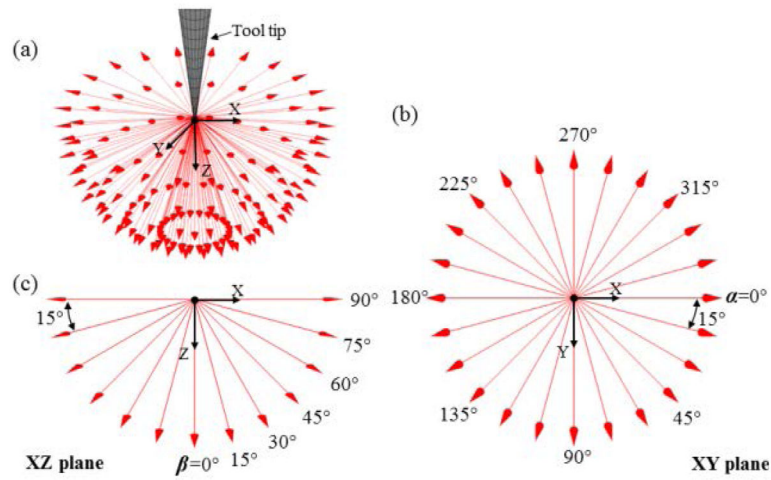 (a)
Tool tip
X
Y
Z
(b)
270°
225°
315°
180°
X
α=0°
15°
Y
135°
45°
90°
XY plane
(c)
X
90°
15°
75°
Z
60°
45°
30°
β=0°
15°
XZ plane